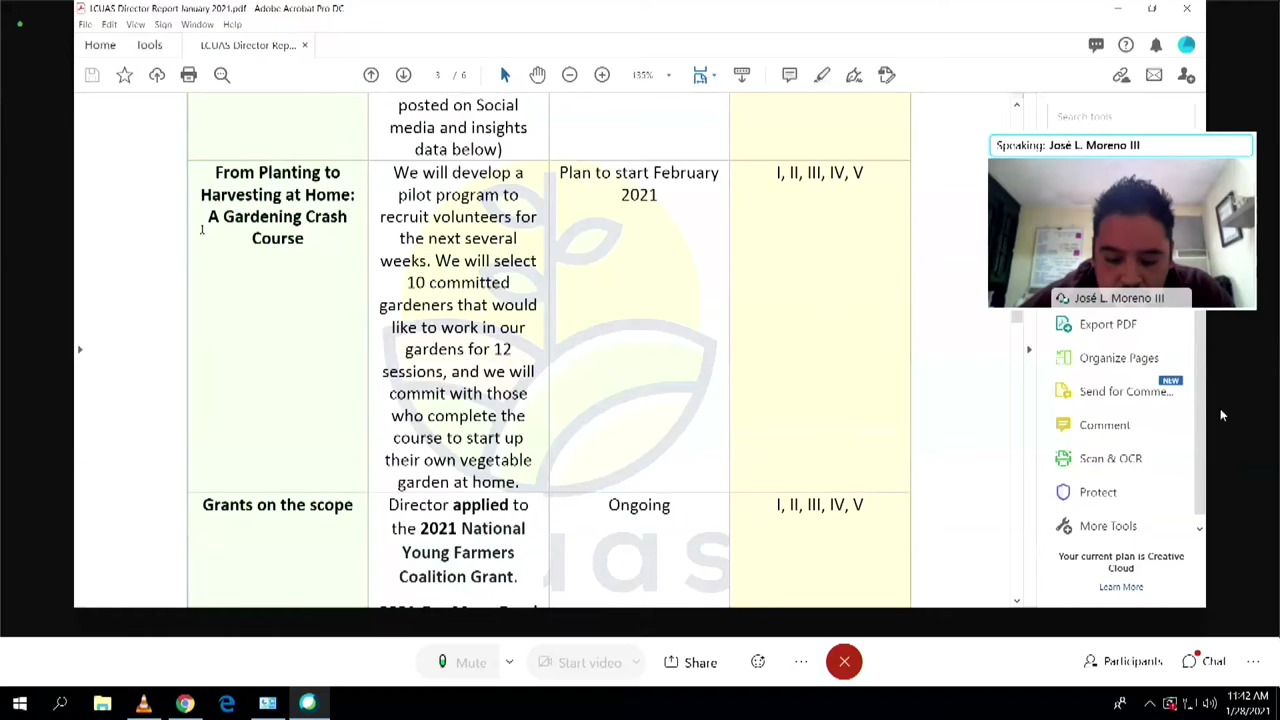 LCUAS Director Report January 2021.pdf - Adobe Acrobat Pro DC
File Edit View Sign Window Help
Home Tools LCUAS Director Rep... ×
3 / 6 135%
Search tools
Speaking: José L. Moreno III
José L. Moreno III
posted on Social
media and insights
data below)
From Planting to
Harvesting at Home:
A Gardening Crash
Course
We will develop a
pilot program to
recruit volunteers for
the next several
weeks. We will select
10 committed
gardeners that would
like to work in our
gardens for 12
sessions, and we will
commit with those
who complete the
course to start up
their own vegetable
garden at home.
Plan to start February
2021
I, II, III, IV, V
Grants on the scope
Director applied to
the 2021 National
Young Farmers
Coalition Grant.
Ongoing
I, II, III, IV, V
uas
Export PDF
Organize Pages
NEW
Send for Comme...
Comment
Scan & OCR
Protect
More Tools
Your current plan is Creative
Cloud
Learn More
Mute Start video Share Participants Chat
11:42 AM
1/28/2021